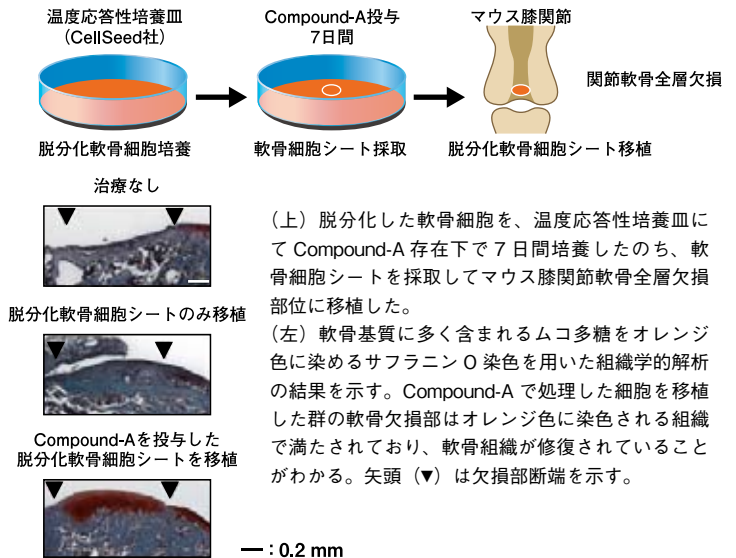 温度応答性培養皿
（CellSeed社）
Compound-A投与
7日間
マウス膝関節
関節軟骨全層欠損
脱分化軟骨細胞培養
軟骨細胞シート採取
脱分化軟骨細胞シート移植
治療なし
脱分化軟骨細胞シートのみ移植
Compound-Aを投与した
脱分化軟骨細胞シートを移植
（上）脱分化した軟骨細胞を、温度応答性培養皿に
て Compound-A 存在下で 7 日間培養したのち、軟
骨細胞シートを採取してマウス膝関節軟骨全層欠損
部位に移植した。
（左）軟骨基質に多く含まれるムコ多糖をオレンジ
色に染めるサフラニン O 染色を用いた組織学的解析
の結果を示す。Compound-A で処理した細胞を移植
した群の軟骨欠損部はオレンジ色に染色される組織
で満たされており、軟骨組織が修復されていること
がわかる。矢頭（▼）は欠損部断端を示す。
ー：0.2 mm